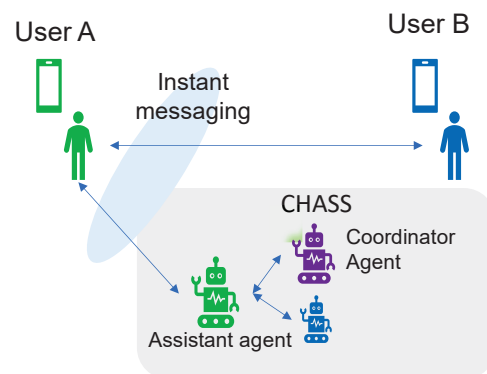 User A
User B
Instant
messaging
CHASS
Coordinator
Agent
Assistant agent